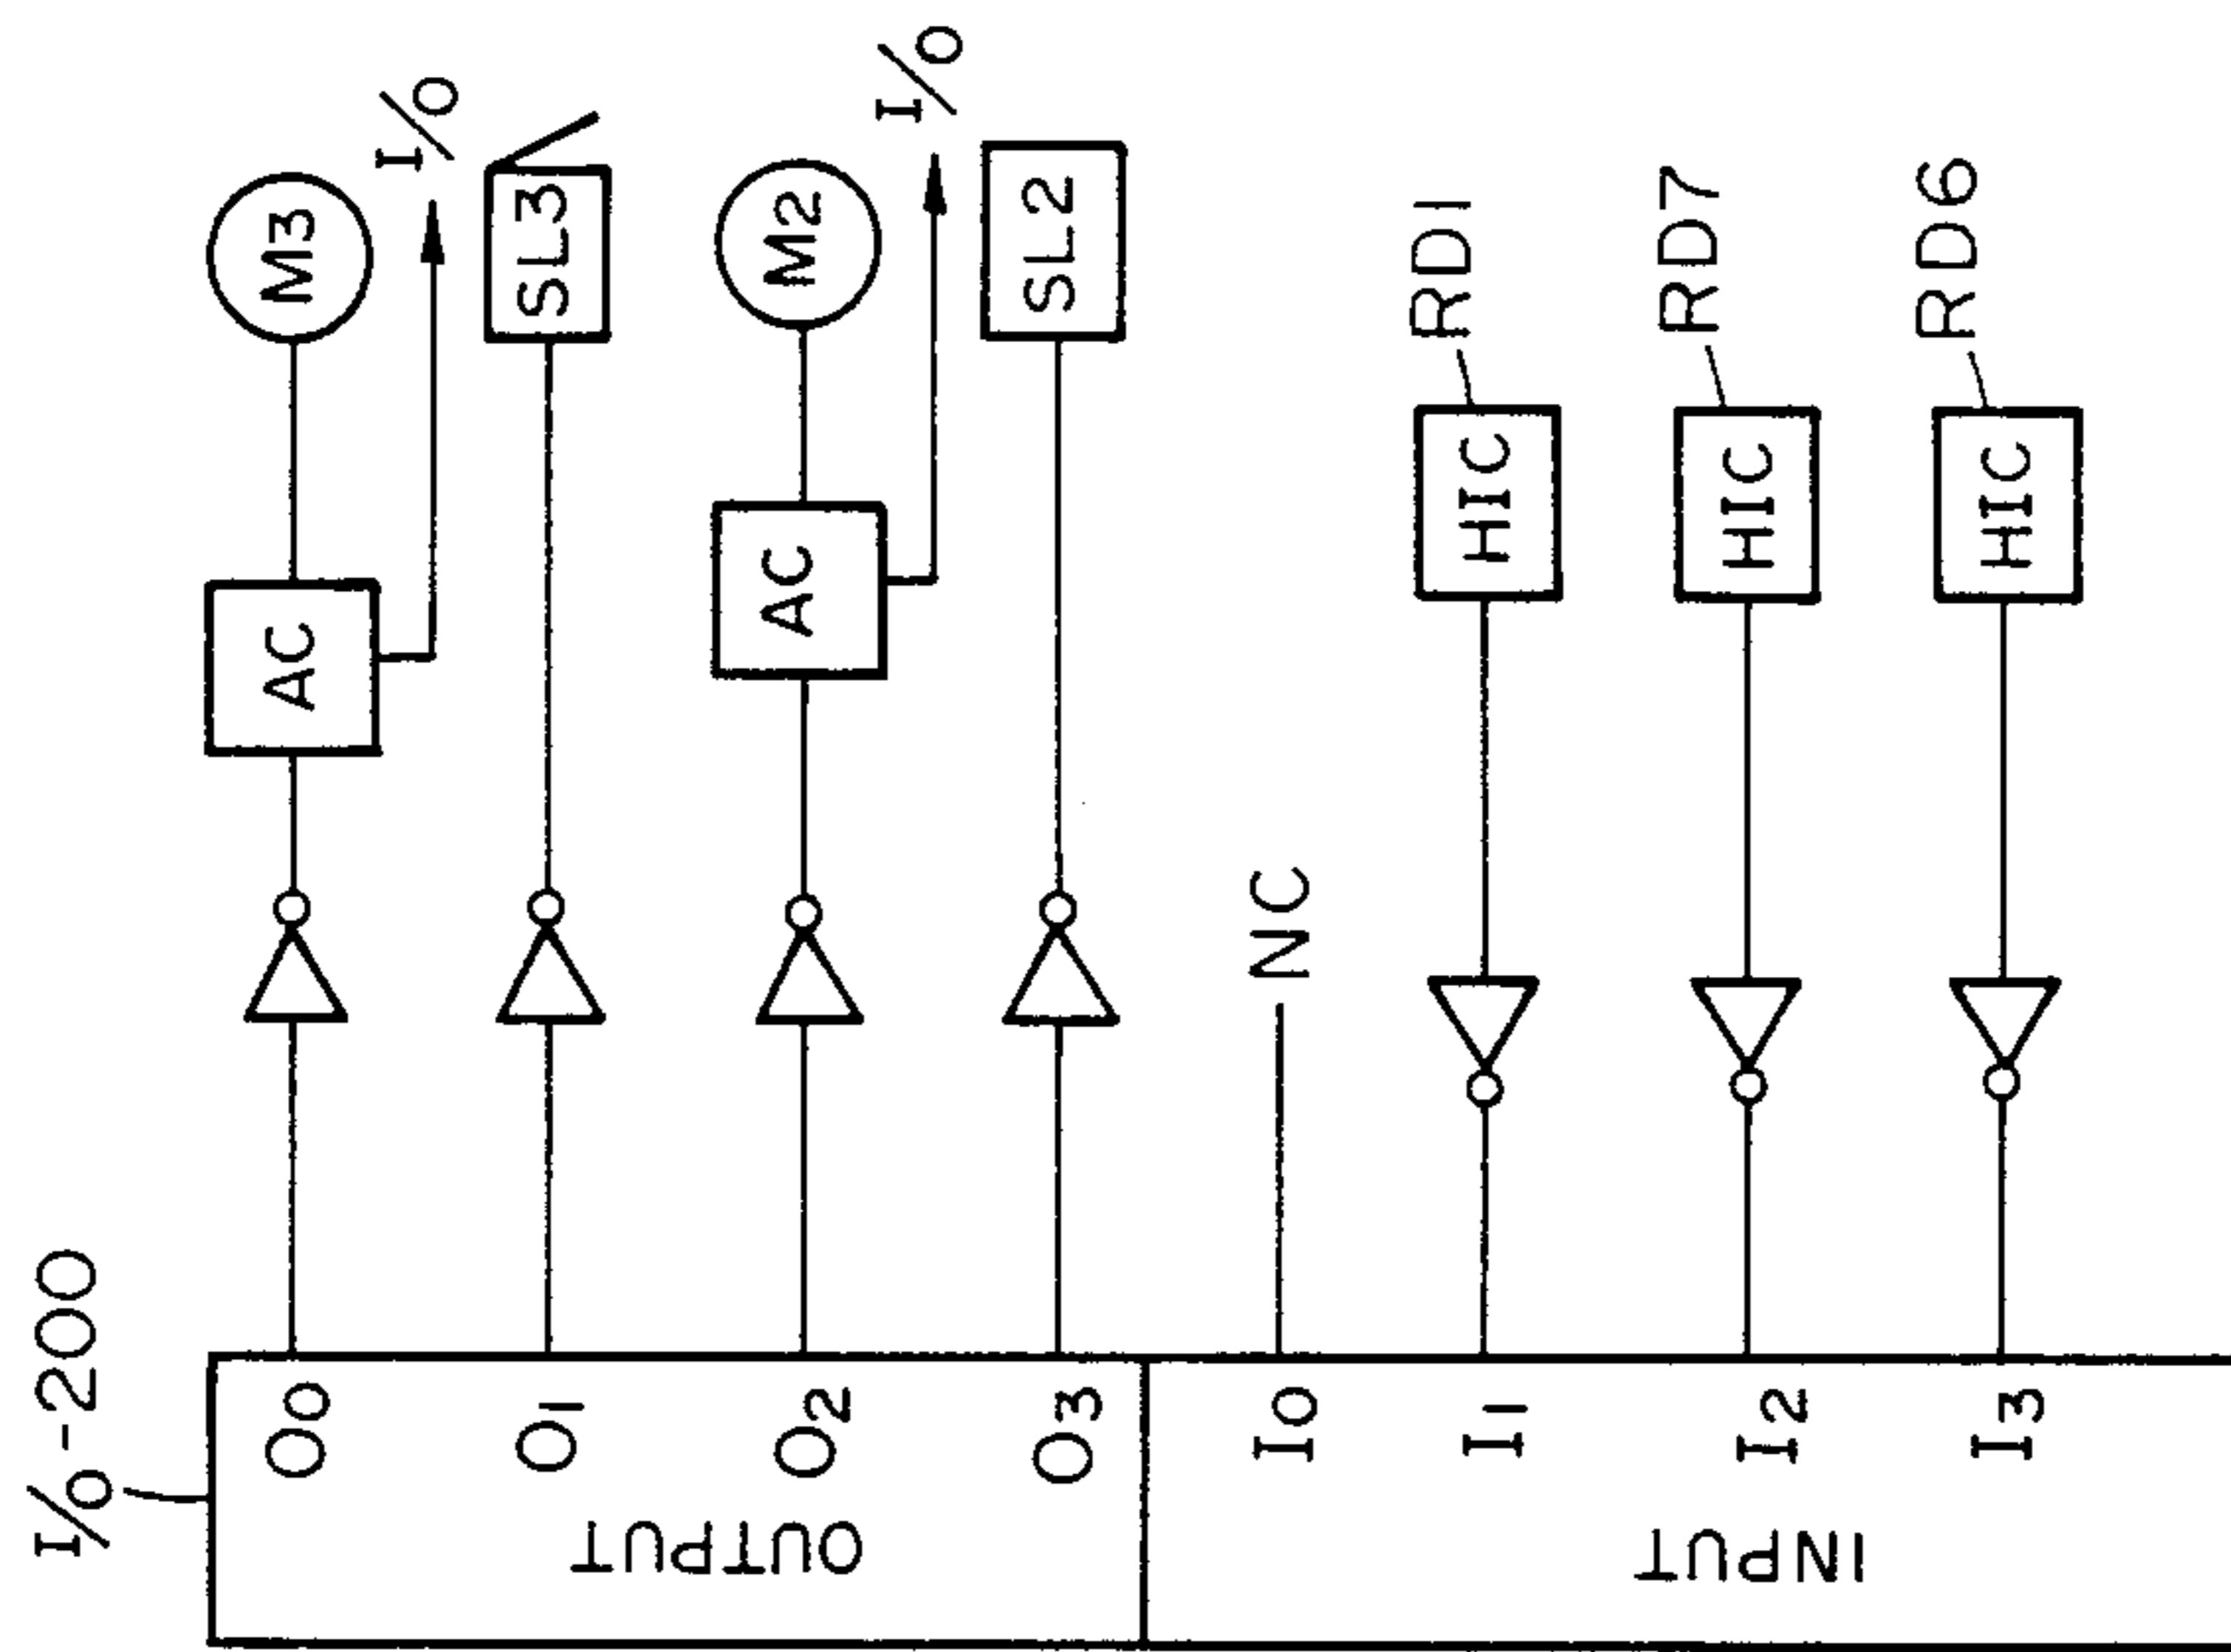 I/O-200
OUTPUT
O0
AC
M3
I/O
O1
SL3
O2
AC
M2
I/O
O3
SL2
INPUT
I0
NC
I1
HIC
RD1
I2
HIC
RD7
I3
HIC
RD6